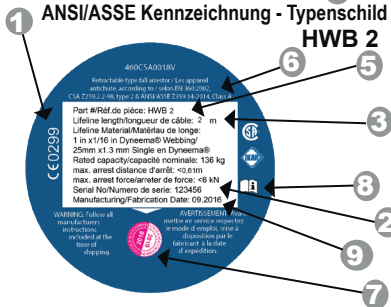 ANSI/ASSE Kennzeichnung - Typenschild
HWB 2
1
6
5
3
8
2
9
7
460CSA0018V
Retractable type fall arrestor / Les apparel
antichute, according to / selon EN 360:2002,
CSA Z259.2.2-98, type 2 & ANSI/ASSE Z359.14-2014, Class A
Part #/Réf.de pièce: HWB 2
Lifeline length/longueur de câble: 2 m
Lifeline Material/Matériau de longe:
1 in x1/16 in Dyneema® Webbing/
25mm x1.3 mm Single en Dyneema®
Rated capacity/capacité nominale: 136 kg
max. arrest distance d'arrêt: <0,61m
max. arrest force/arreter de force: <6 kN
Serial No/Numero de serie: 123456
Manufacturing/Fabrication Date: 09.2016
CE0299
WARNING: Follow all
manufacturers
instructions
included at the
time of
shipping.
AVERTISSEMENT: Avant
mettre en service respectez
le mode d'emploi, mise à
disposition par le
fabricant à la date
d'expédition.
2018